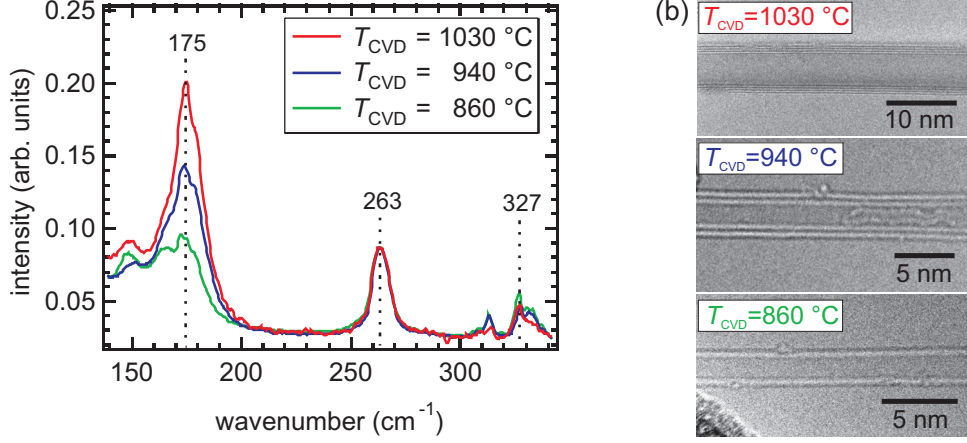 0.25
0.20
0.15
0.10
0.05
intensity (arb. units)
175
263
327
T_CVD = 1030 °C
T_CVD = 940 °C
T_CVD = 860 °C
150
200
250
300
wavenumber (cm⁻¹)
(b)
T_CVD=1030 °C
10 nm
T_CVD=940 °C
5 nm
T_CVD=860 °C
5 nm